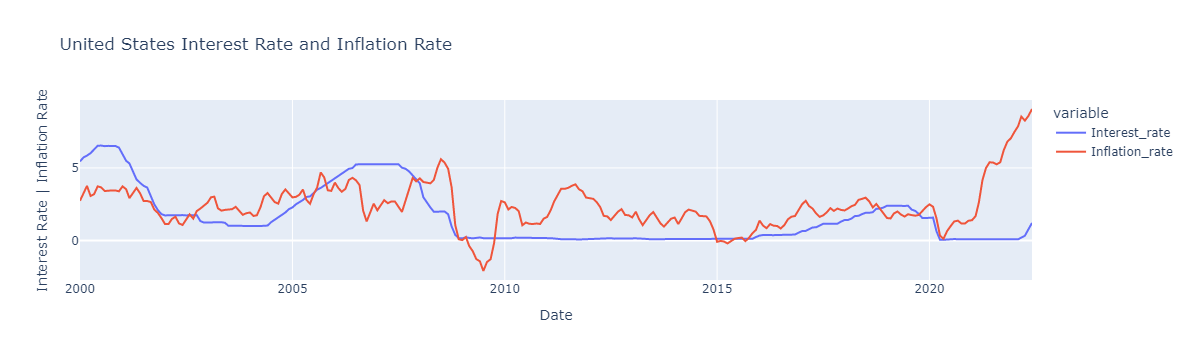 United States Interest Rate and Inflation Rate
Interest Rate | Inflation Rate
5
0
2000
2005
2010
2015
2020
Date
variable
Interest_rate
Inflation_rate